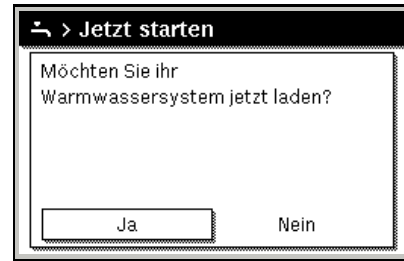 > Jetzt starten
Möchten Sie ihr
Warmwassersystem jetzt laden?
Ja Nein